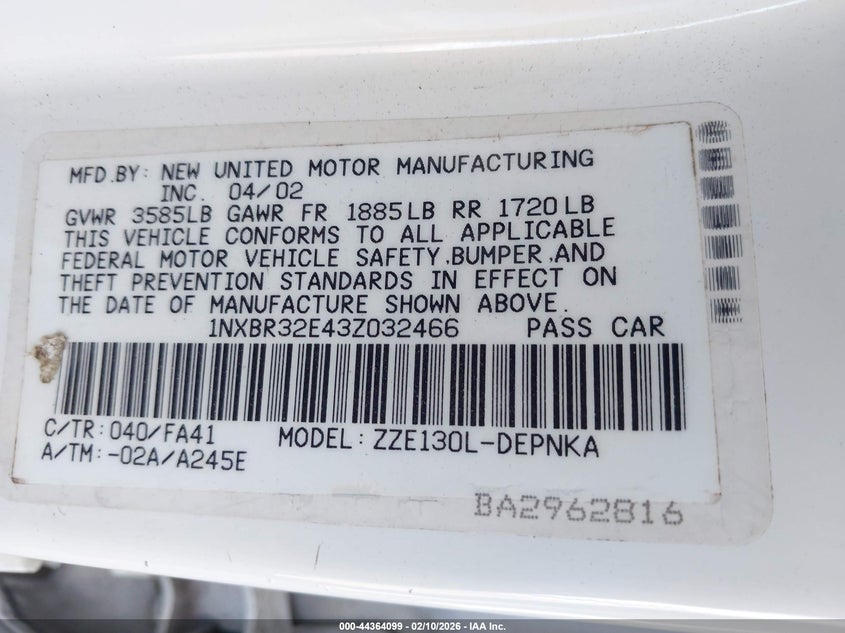 MFD.BY: NEW UNITED MOTOR MANUFACTURING
INC. 04/02
GVWR 3585LB GAWR FR 1885LB RR 1720LB
THIS VEHICLE CONFORMS TO ALL APPLICABLE
FEDERAL MOTOR VEHICLE SAFETY,BUMPER,AND
THEFT PREVENTION STANDARDS IN EFFECT ON
THE DATE OF MANUFACTURE SHOWN ABOVE.
1NXBR32E43Z032466 PASS CAR
C/TR: 040/FA41 MODEL: ZZE130L-DEPNKA
A/TM: -02A/A245E
BA2962816
000-44364099 - 02/10/2026 - IAA Inc.